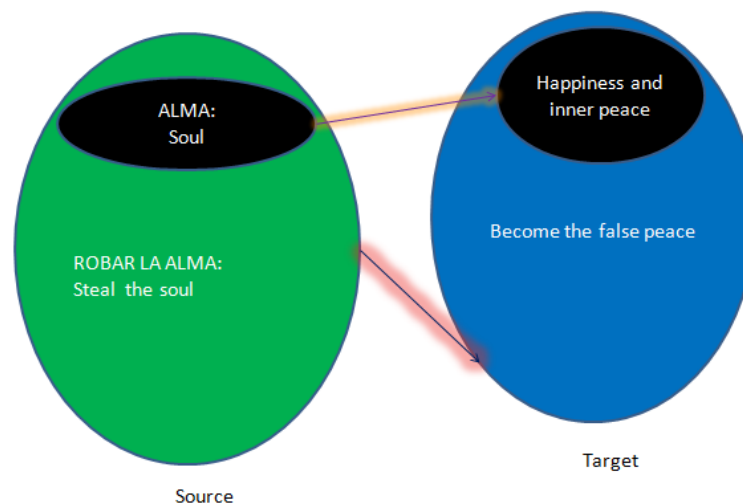 ALMA:
Soul
ROBAR LA ALMA:
Steal the soul
Source
Happiness and
inner peace
Become the false peace
Target